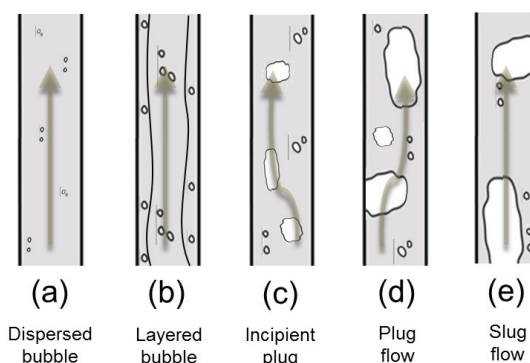 (a) (b) (c) (d) (e)
Dispersed Layered Incipient Plug Slug
bubble bubble plug flow flow